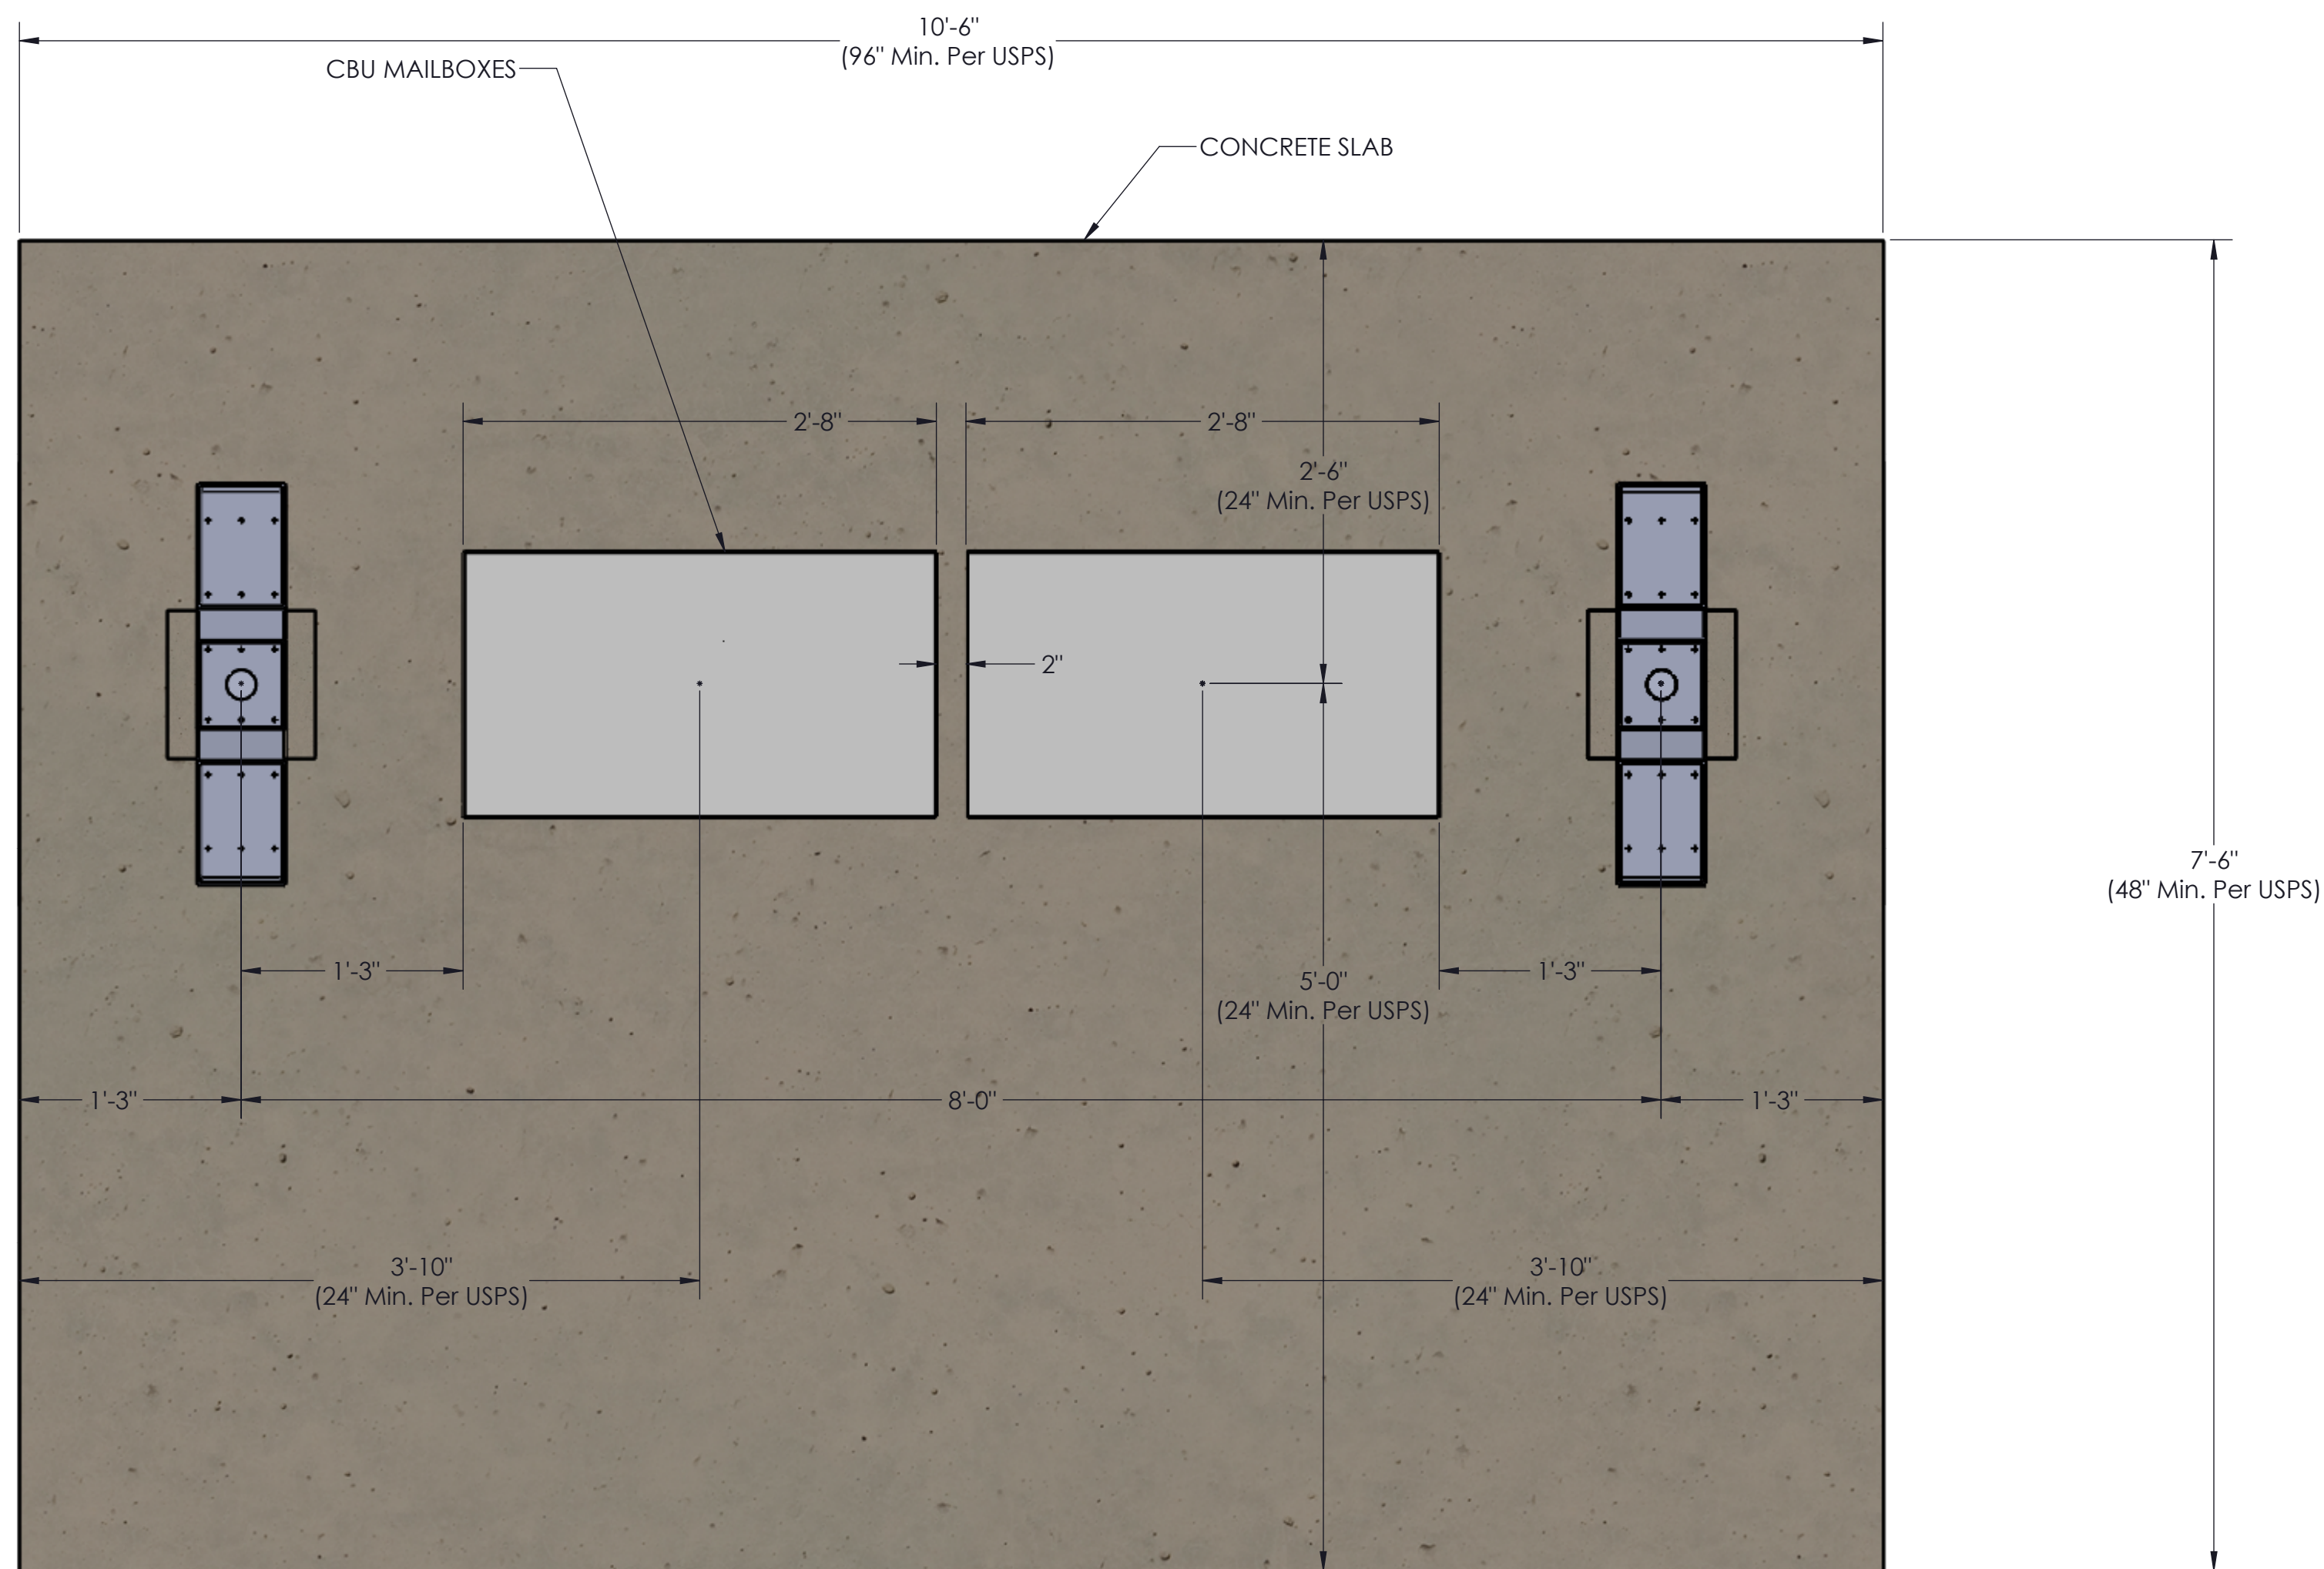 10'-6"
(96" Min. Per USPS)
CBU MAILBOXES
CONCRETE SLAB
2'-8"
2'-8"
2'-6"
(24" Min. Per USPS)
2"
7'-6"
(48" Min. Per USPS)
1'-3"
5'-0"
(24" Min. Per USPS)
1'-3"
1'-3"
8'-0"
1'-3"
3'-10"
(24" Min. Per USPS)
3'-10"
(24" Min. Per USPS)